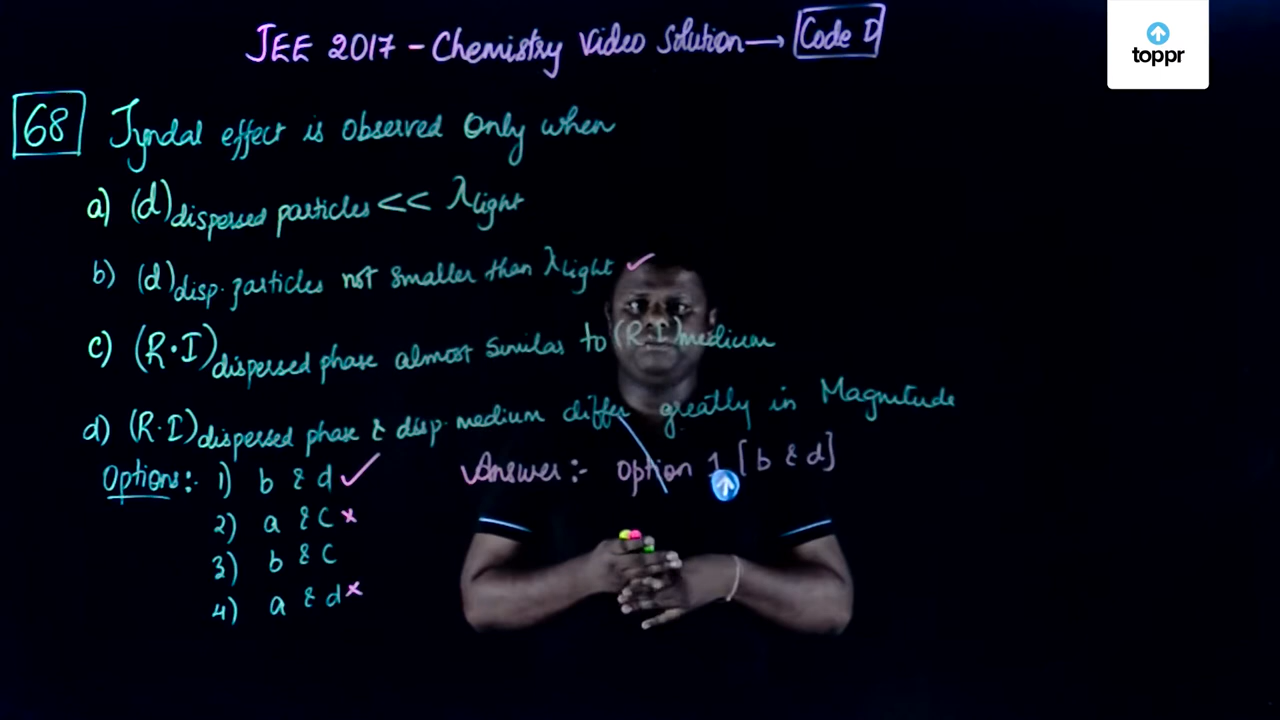 JEE 2017 - Chemistry Video Solution → Code D
toppr
68 Tyndal effect is observed Only when
a) (d)dispersed particles << λlight
b) (d)disp. particles not smaller than λlight ✓
c) (R.I)dispersed phase almost similar to (R.I)medium
d) (R.I)dispersed phase & disp. medium differ greatly in Magnitude
Options:- 1) b & d ✓ Answer:- option 1 [b & d]
2) a & C ×
3) b & C
4) a & d ×